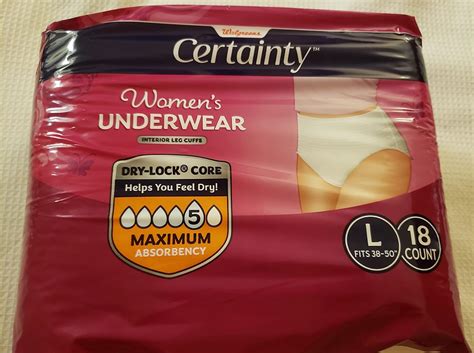 Walgreens
Certainty™
Women's
UNDERWEAR
INTERIOR LEG CUFFS
DRY-LOCK® CORE
Helps You Feel Dry!
5
MAXIMUM
ABSORBENCY
L
FITS 38-50"
18
COUNT